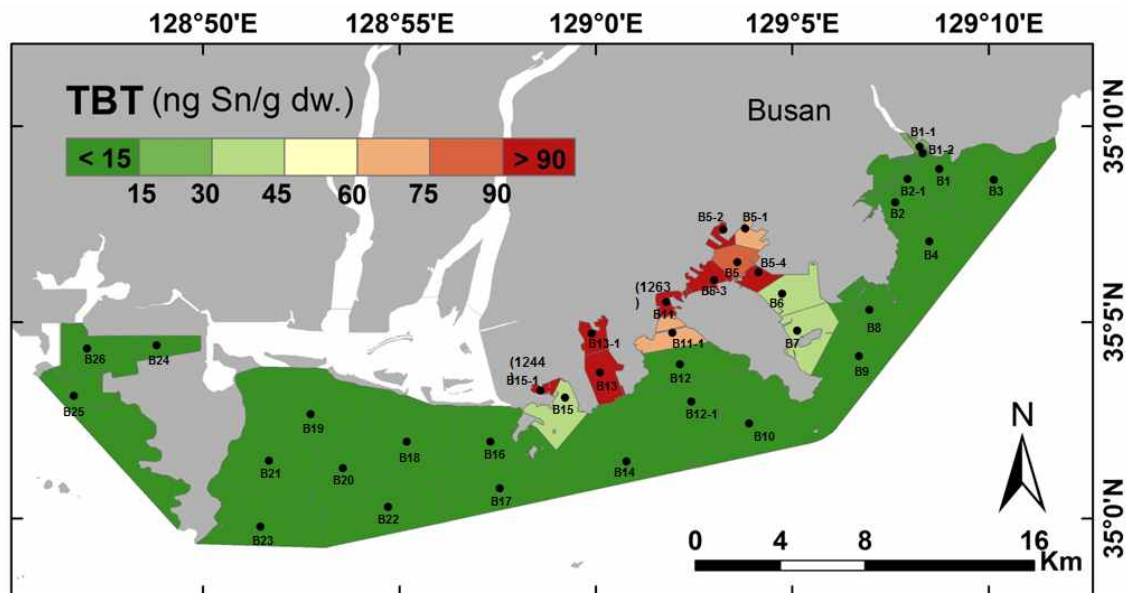 128°50'E 128°55'E 129°0'E 129°5'E 129°10'E
TBT (ng Sn/g dw.)
< 15 > 90
15 30 45 60 75 90
Busan
35°10'N
35°5'N
35°0'N
B1-1
B1-2
B1
B2-1
B3
B2
B4
B5-2
B5-1
B5
B5-4
B5-3
B6
(1263
)
B11
B8
B7
B13-1
B11-1
B26
B24
B9
(1244
)
B15-1
B13
B12
B25
B15
B12-1
B19
B10
B18
B16
B21
B20
B14
B17
B22
B23
N
0 4 8 16
Km